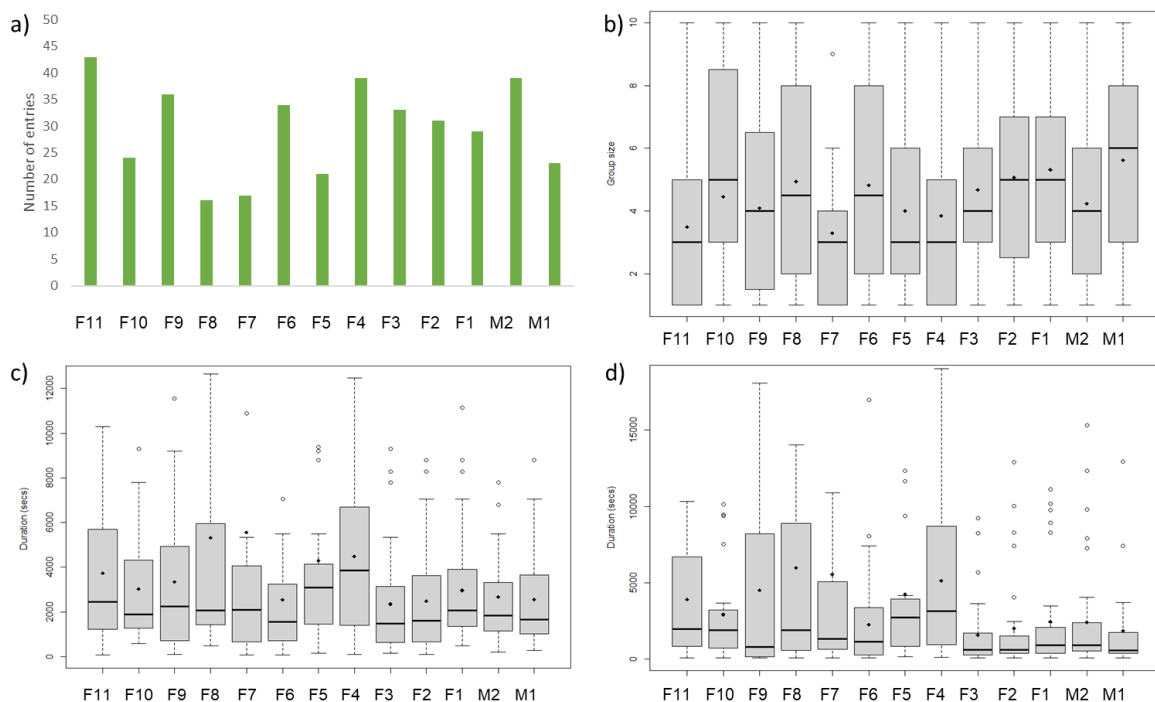 a)
Number of entries
50
45
40
35
30
25
20
15
10
5
0
F11 F10 F9 F8 F7 F6 F5 F4 F3 F2 F1 M2 M1
b)
Group size
10
8
6
4
2
F11 F10 F9 F8 F7 F6 F5 F4 F3 F2 F1 M2 M1
c)
Duration (secs)
12000
10000
8000
6000
4000
2000
0
F11 F10 F9 F8 F7 F6 F5 F4 F3 F2 F1 M2 M1
d)
Duration (secs)
15000
10000
5000
0
F11 F10 F9 F8 F7 F6 F5 F4 F3 F2 F1 M2 M1